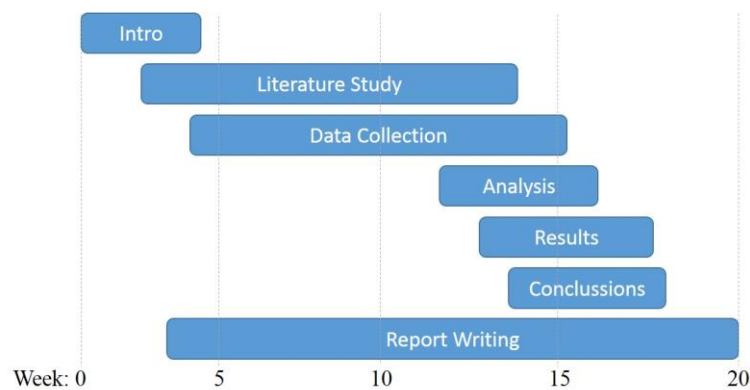 Intro
Literature Study
Data Collection
Analysis
Results
Conclussions
Report Writing
Week: 0 5 10 15 20